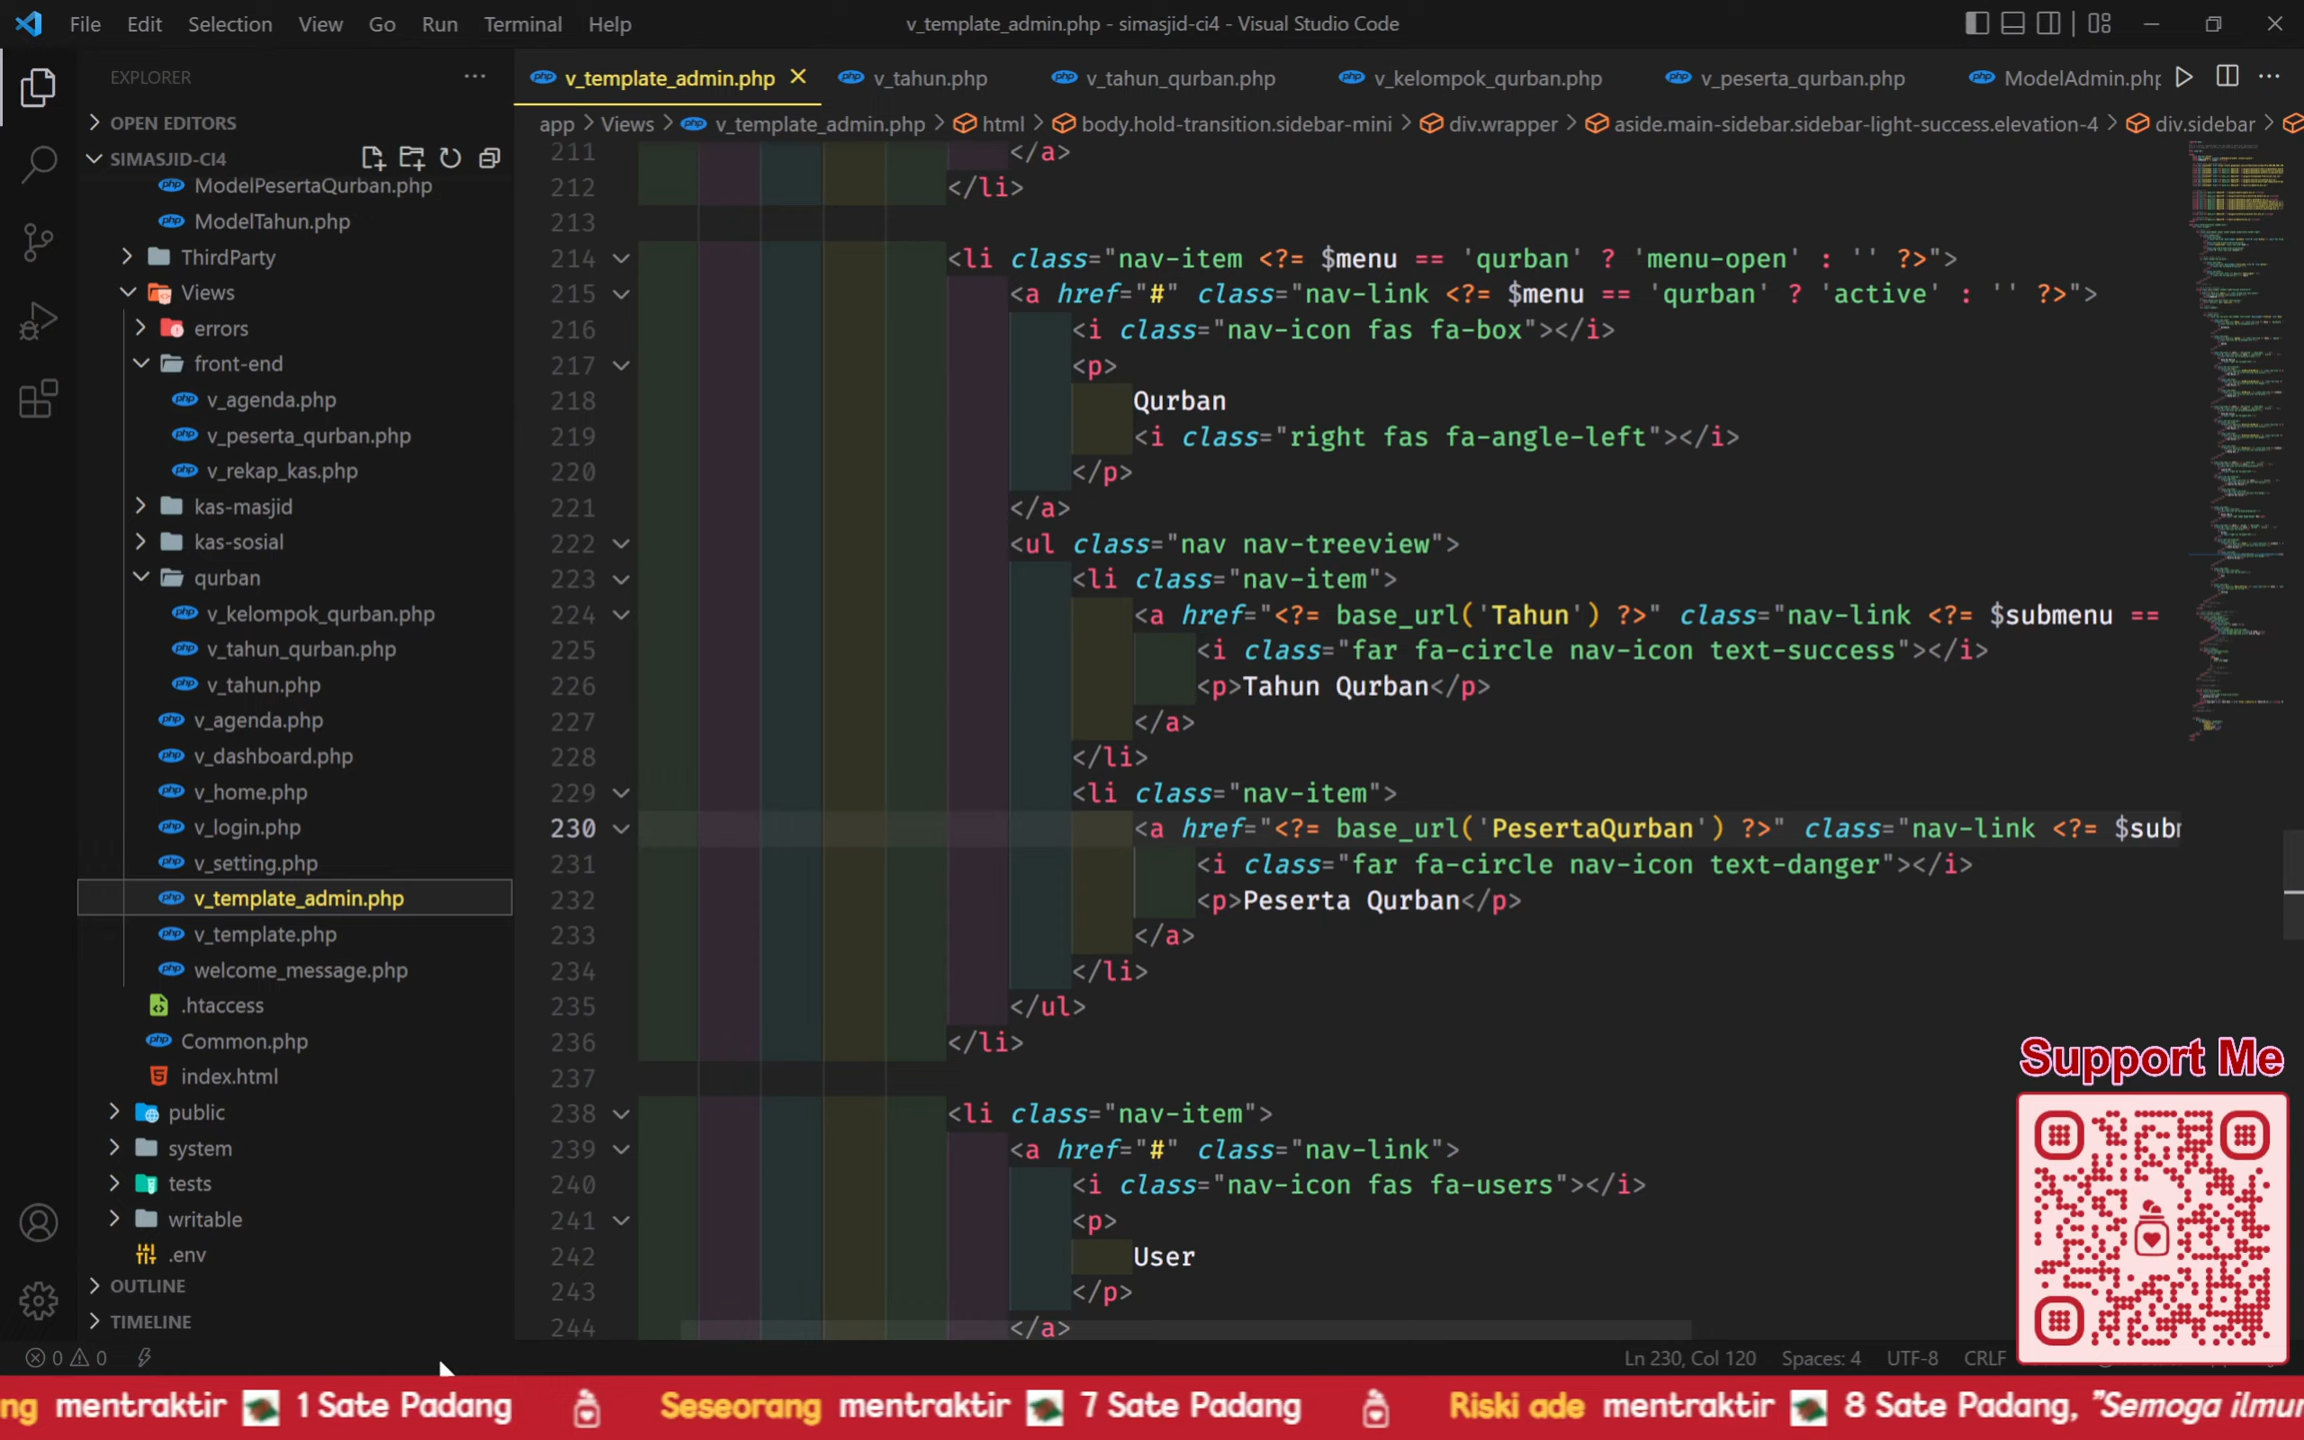 File Edit Selection View Go Run Terminal Help
v_template_admin.php - simasjid-ci4 - Visual Studio Code
EXPLORER
v_template_admin.php v_tahun.php v_tahun_qurban.php v_kelompok_qurban.php v_peserta_qurban.php ModelAdmin.php
OPEN EDITORS
app > Views > v_template_admin.php > html > body.hold-transition.sidebar-mini > div.wrapper > aside.main-sidebar.sidebar-light-success.elevation-4 > div.sidebar >
SIMASJID-CI4
ModelPesertaQurban.php
ModelTahun.php
ThirdParty
Views
errors
front-end
v_agenda.php
v_peserta_qurban.php
v_rekap_kas.php
kas-masjid
kas-sosial
qurban
v_kelompok_qurban.php
v_tahun_qurban.php
v_tahun.php
v_agenda.php
v_dashboard.php
v_home.php
v_login.php
v_setting.php
v_template_admin.php
v_template.php
welcome_message.php
.htaccess
Common.php
index.html
public
system
tests
writable
.env
OUTLINE
TIMELINE
211 </a>
212 </li>
213
214 <li class="nav-item <?= $menu == 'qurban' ? 'menu-open' : '' ?>">
215 <a href="#" class="nav-link <?= $menu == 'qurban' ? 'active' : '' ?>">
216 <i class="nav-icon fas fa-box"></i>
217 <p>
218 Qurban
219 <i class="right fas fa-angle-left"></i>
220 </p>
221 </a>
222 <ul class="nav nav-treeview">
223 <li class="nav-item">
224 <a href="<?= base_url('Tahun') ?>" class="nav-link <?= $submenu ==
225 <i class="far fa-circle nav-icon text-success"></i>
226 <p>Tahun Qurban</p>
227 </a>
228 </li>
229 <li class="nav-item">
230 <a href="<?= base_url('PesertaQurban') ?>" class="nav-link <?= $subm
231 <i class="far fa-circle nav-icon text-danger"></i>
232 <p>Peserta Qurban</p>
233 </a>
234 </li>
235 </ul>
236 </li>
237
238 <li class="nav-item">
239 <a href="#" class="nav-link">
240 <i class="nav-icon fas fa-users"></i>
241 <p>
242 User
243 </p>
244 </a>
Support Me
0 0
Ln 230, Col 120 Spaces: 4 UTF-8 CRLF
ng mentraktir 1 Sate Padang Seseorang mentraktir 7 Sate Padang Riski ade mentraktir 8 Sate Padang, "Semoga ilmun